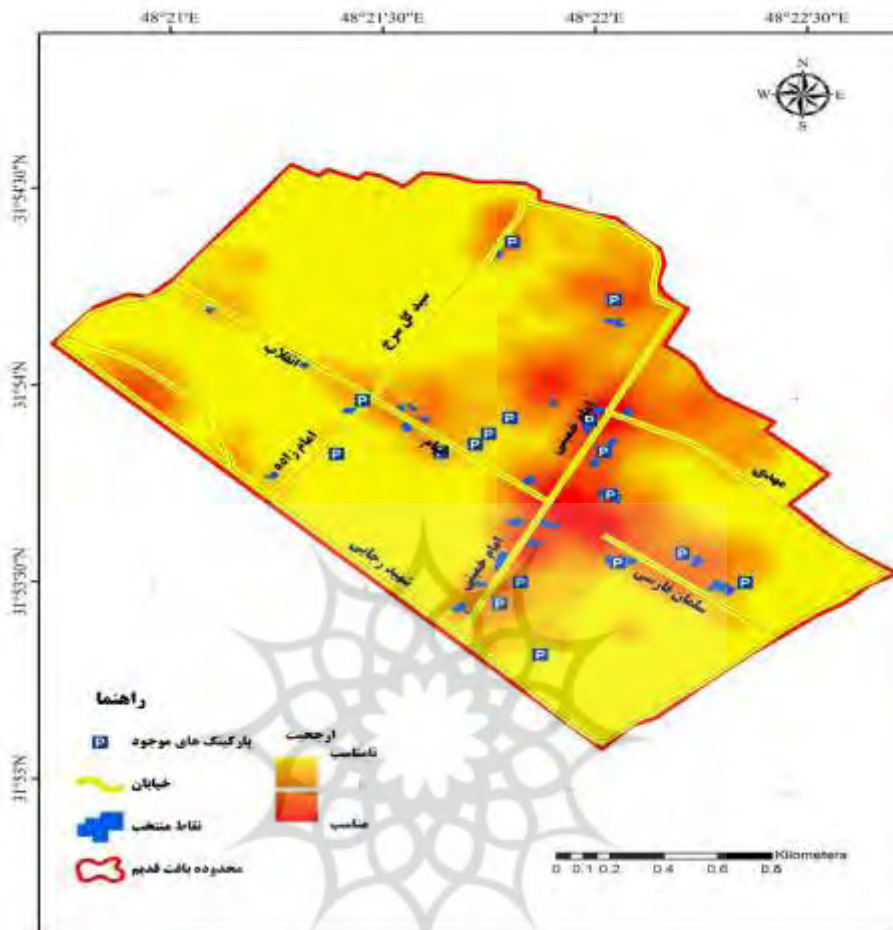 48°21'E 48°21'30"E 48°22'E 48°22'30"E
31°54'30"N
31°54'N
31°53'30"N
31°53'N
N
W E
S
سید گل سرخ
انقلاب
امام زاده
شهید رجایی
امام خمینی
امام خمینی
مهدی
سلمان فارسی
راهنما
P پارکینگ های موجود
خیابان
نقاط منتخب
محدوده بافت قدیم
ارجحیت
نامناسب
مناسب
Kilometers
0 0.1 0.2 0.4 0.6 0.8